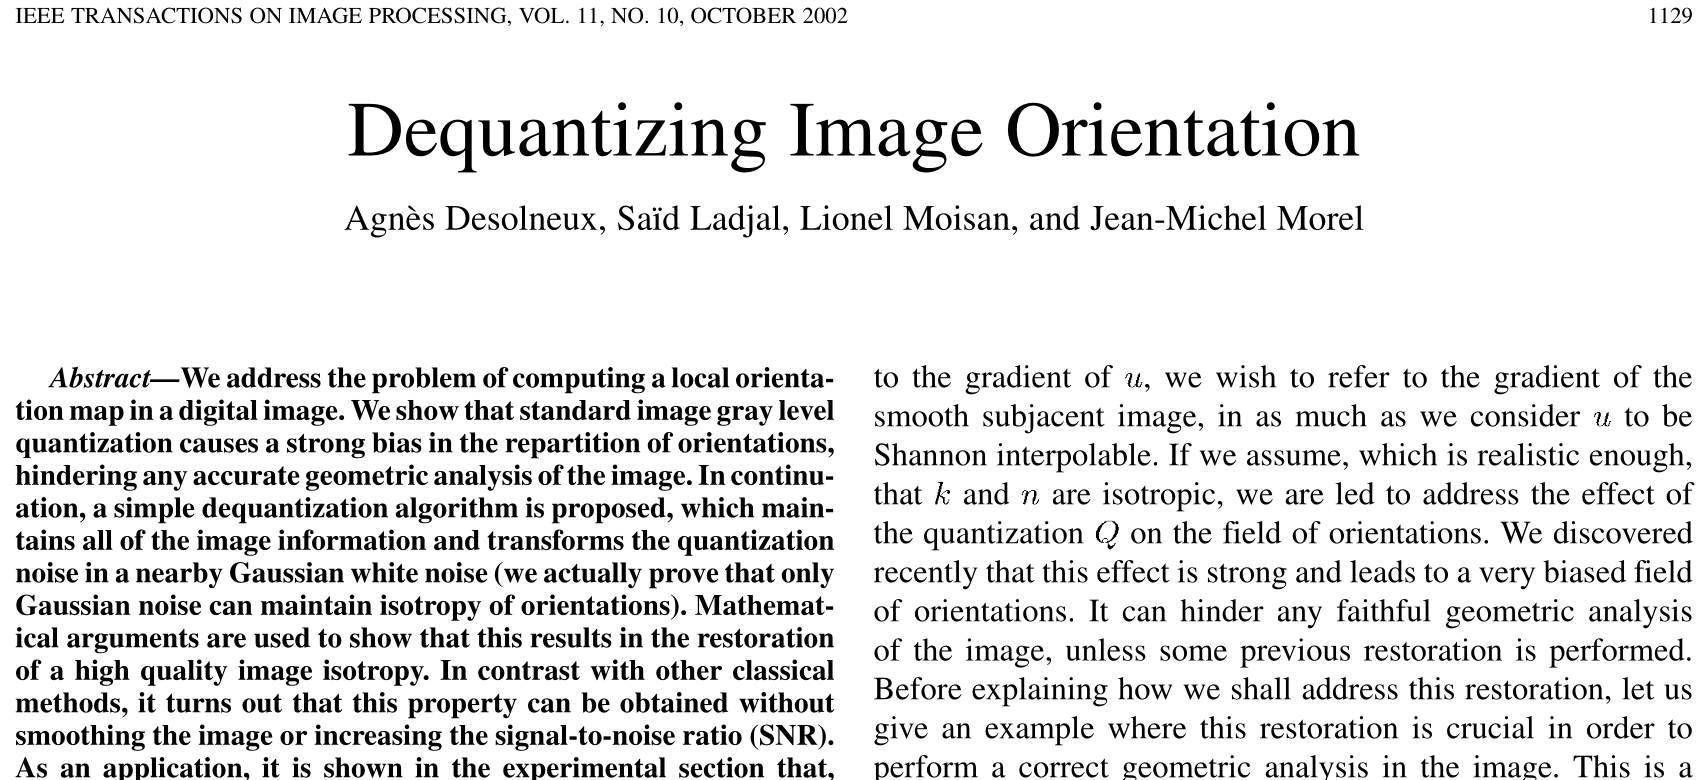 IEEE TRANSACTIONS ON IMAGE PROCESSING, VOL. 11, NO. 10, OCTOBER 2002 1129
Dequantizing Image Orientation
Agnès Desolneux, Saïd Ladjal, Lionel Moisan, and Jean-Michel Morel
Abstract—We address the problem of computing a local orienta-
tion map in a digital image. We show that standard image gray level
quantization causes a strong bias in the repartition of orientations,
hindering any accurate geometric analysis of the image. In continu-
ation, a simple dequantization algorithm is proposed, which main-
tains all of the image information and transforms the quantization
noise in a nearby Gaussian white noise (we actually prove that only
Gaussian noise can maintain isotropy of orientations). Mathemat-
ical arguments are used to show that this results in the restoration
of a high quality image isotropy. In contrast with other classical
methods, it turns out that this property can be obtained without
smoothing the image or increasing the signal-to-noise ratio (SNR).
As an application, it is shown in the experimental section that,
to the gradient of u, we wish to refer to the gradient of the
smooth subjacent image, in as much as we consider u to be
Shannon interpolable. If we assume, which is realistic enough,
that k and n are isotropic, we are led to address the effect of
the quantization Q on the field of orientations. We discovered
recently that this effect is strong and leads to a very biased field
of orientations. It can hinder any faithful geometric analysis
of the image, unless some previous restoration is performed.
Before explaining how we shall address this restoration, let us
give an example where this restoration is crucial in order to
perform a correct geometric analysis in the image. This is a